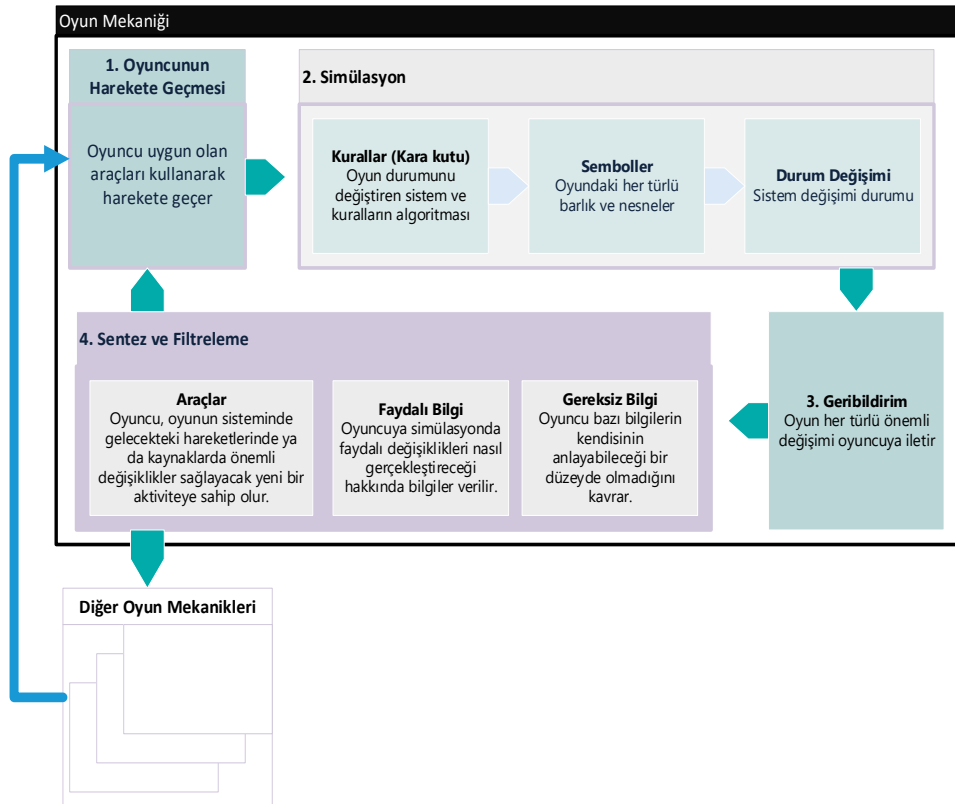 Oyun Mekaniği
1. Oyuncunun
Harekete Geçmesi
Oyuncu uygun olan
araçları kullanarak
harekete geçer
2. Simülasyon
Kurallar (Kara kutu)
Oyun durumunu
değiştiren sistem ve
kuralların algoritması
Semboller
Oyundaki her türlü
barlık ve nesneler
Durum Değişimi
Sistem değişimi durumu
3. Geribildirim
Oyun her türlü önemli
değişimi oyuncuya iletir
4. Sentez ve Filtreleme
Araçlar
Oyuncu, oyunun sisteminde
gelecekteki hareketlerinde ya
da kaynaklarda önemli
değişiklikler sağlayacak yeni bir
aktiviteye sahip olur.
Faydalı Bilgi
Oyuncuya simülasyonda
faydalı değişiklikleri nasıl
gerçekleştireceği
hakkında bilgiler verilir.
Gereksiz Bilgi
Oyuncu bazı bilgilerin
kendisinin
anlayabileceği bir
düzeyde olmadığını
kavrar.
Diğer Oyun Mekanikleri